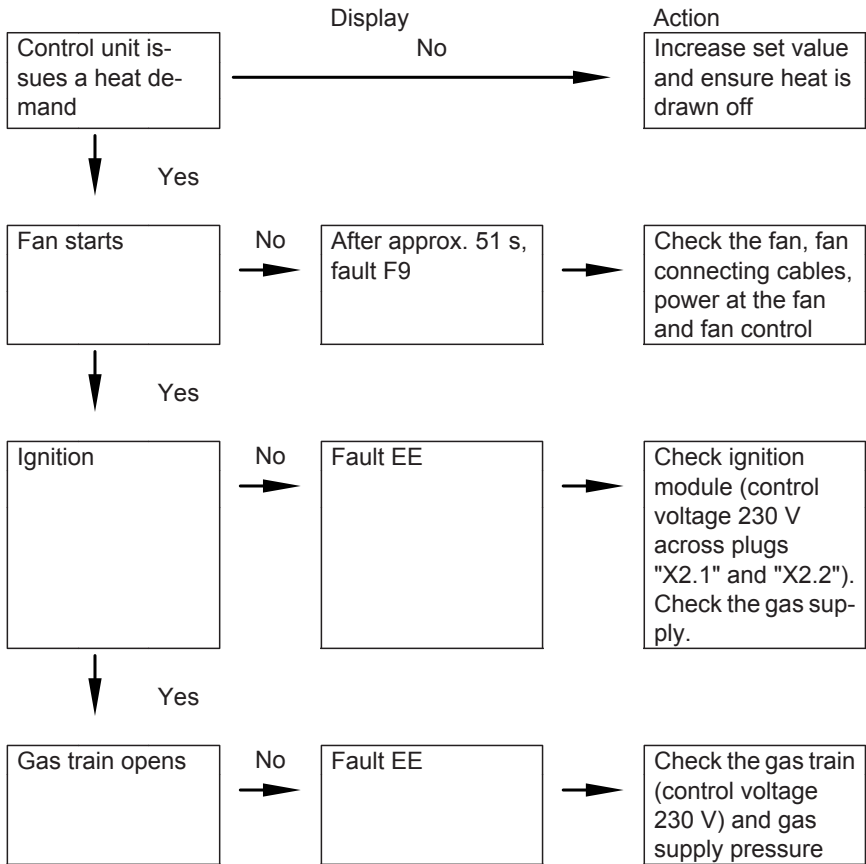 Display
Action
Control unit is-
sues a heat de-
mand
No
Increase set value
and ensure heat is
drawn off
Yes
Fan starts
No
After approx. 51 s,
fault F9
Check the fan, fan
connecting cables,
power at the fan
and fan control
Yes
Ignition
No
Fault EE
Check ignition
module (control
voltage 230 V
across plugs
"X2.1" and "X2.2").
Check the gas sup-
ply.
Yes
Gas train opens
No
Fault EE
Check the gas train
(control voltage
230 V) and gas
supply pressure